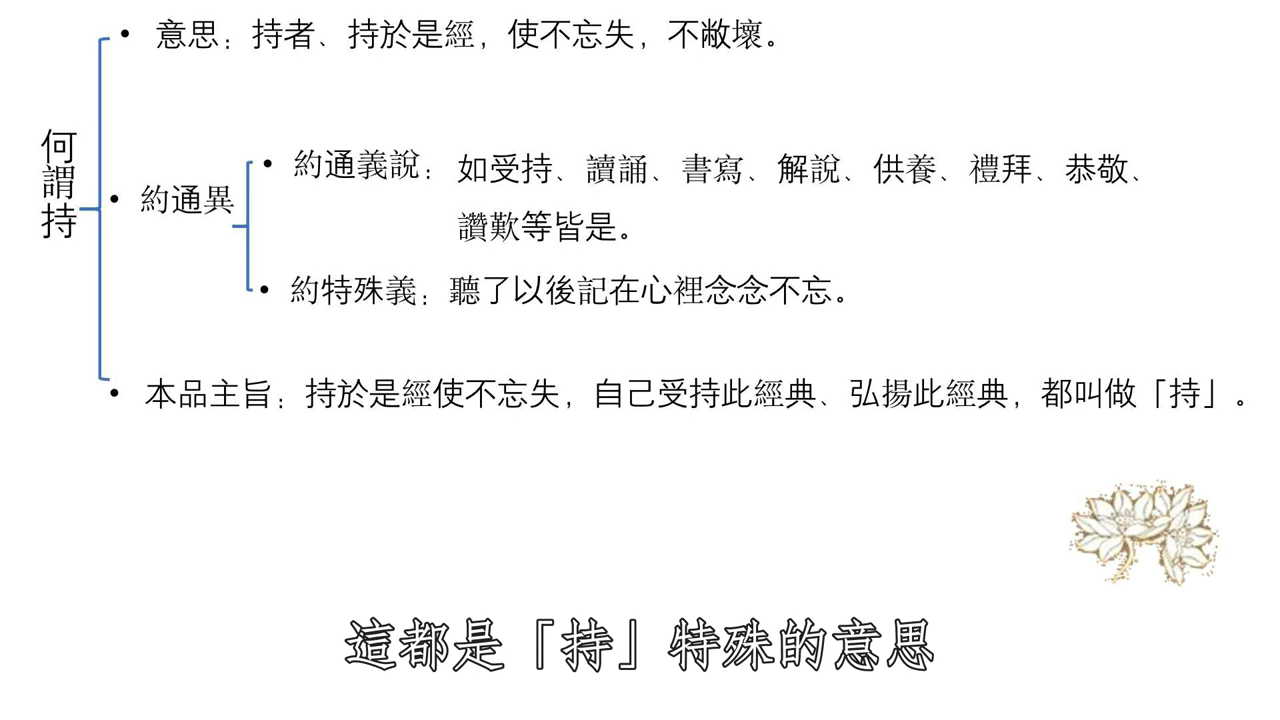 何謂持
• 意思：持者、持於是經，使不忘失，不敝壞。
• 約通異
• 約通義說：如受持、讀誦、書寫、解說、供養、禮拜、恭敬、
讚歎等皆是。
• 約特殊義：聽了以後記在心裡念念不忘。
• 本品主旨：持於是經使不忘失，自己受持此經典、弘揚此經典，都叫做「持」。
這都是「持」特殊的意思